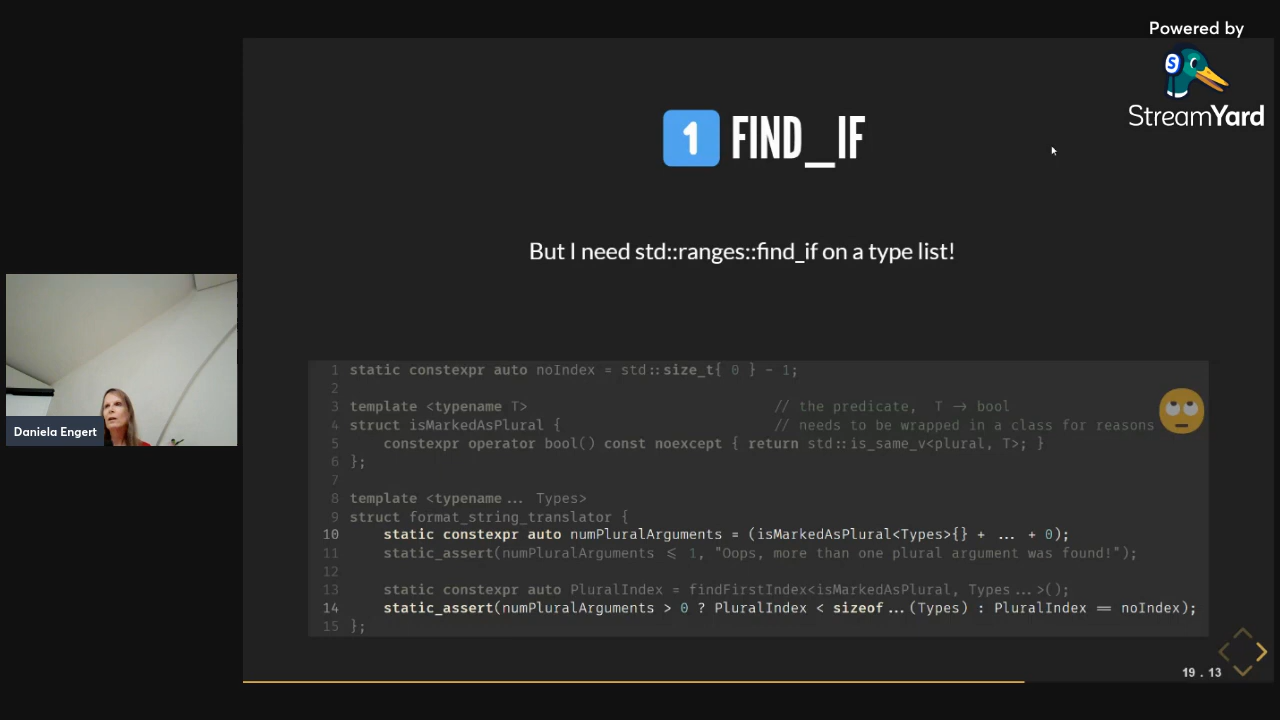 Powered by
StreamYard
1 FIND_IF
But I need std::ranges::find_if on a type list!
1 static constexpr auto noIndex = std::size_t{ 0 } - 1;
2
3 template <typename T> // the predicate, T → bool
4 struct isMarkedAsPlural { // needs to be wrapped in a class for reasons
5 constexpr operator bool() const noexcept { return std::is_same_v<plural, T>; }
6 };
7
8 template <typename ... Types>
9 struct format_string_translator {
10 static constexpr auto numPluralArguments = (isMarkedAsPlural<Types>{} + ... + 0);
11 static_assert(numPluralArguments ⩽ 1, "Oops, more than one plural argument was found!");
12
13 static constexpr auto PluralIndex = findFirstIndex<isMarkedAsPlural, Types ... >();
14 static_assert(numPluralArguments > 0 ? PluralIndex < sizeof ... (Types) : PluralIndex == noIndex);
15 };
Daniela Engert
19 . 13